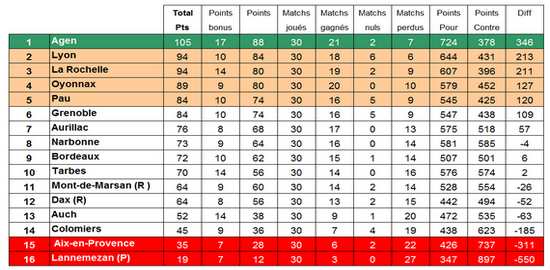 Total Pts Points bonus Points Matchs joués Matchs gagnés Matchs nuls Matchs perdus Points Pour Points Contre Diff
1 Agen 105 17 88 30 21 2 7 724 378 346
2 Lyon 94 10 84 30 18 6 6 644 431 213
3 La Rochelle 94 14 80 30 19 2 9 607 396 211
4 Oyonnax 89 9 80 30 20 0 10 579 452 127
5 Pau 84 10 74 30 16 5 9 545 425 120
6 Grenoble 84 10 74 30 16 5 9 547 438 109
7 Aurillac 76 8 68 30 17 0 13 575 518 57
8 Narbonne 73 9 64 30 16 0 14 581 585 -4
9 Bordeaux 72 10 62 30 15 1 14 507 501 6
10 Tarbes 70 14 56 30 14 0 16 576 574 2
11 Mont-de-Marsan (R ) 64 9 60 30 14 2 14 528 554 -26
12 Dax (R) 64 8 56 30 13 2 15 442 494 -52
13 Auch 52 14 38 30 9 1 20 472 535 -63
14 Colomiers 45 9 36 30 7 4 19 438 623 -185
15 Aix-en-Provence 35 7 28 30 6 2 22 426 737 -311
16 Lannemezan (P) 19 7 12 30 3 0 27 347 897 -550